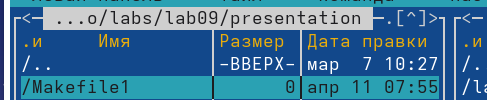 <— ...o/labs/lab09/presentation —.[^]>
.и Имя Размер Дата правки .и
/.. -ВВЕРХ- мар 7 10:27 /.
/Makefile1 0 апр 11 07:55 /l